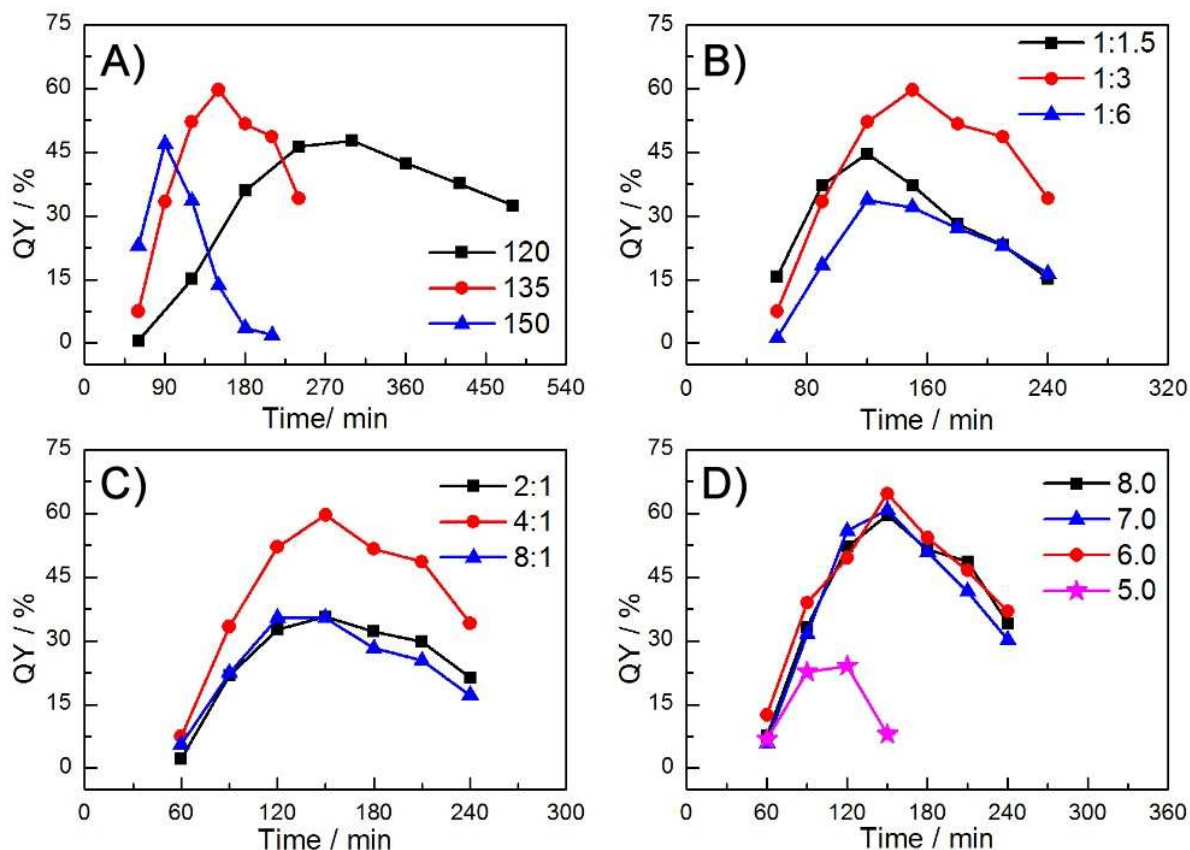 A)
QY / %
75
60
45
30
15
0
120
135
150
0 90 180 270 360 450 540
Time/ min
B)
QY / %
75
60
45
30
15
0
1:1.5
1:3
1:6
0 80 160 240 320
Time / min
C)
QY / %
75
60
45
30
15
0
2:1
4:1
8:1
0 60 120 180 240 300
Time / min
D)
QY / %
75
60
45
30
15
0
8.0
7.0
6.0
5.0
0 60 120 180 240 300 360
Time / min